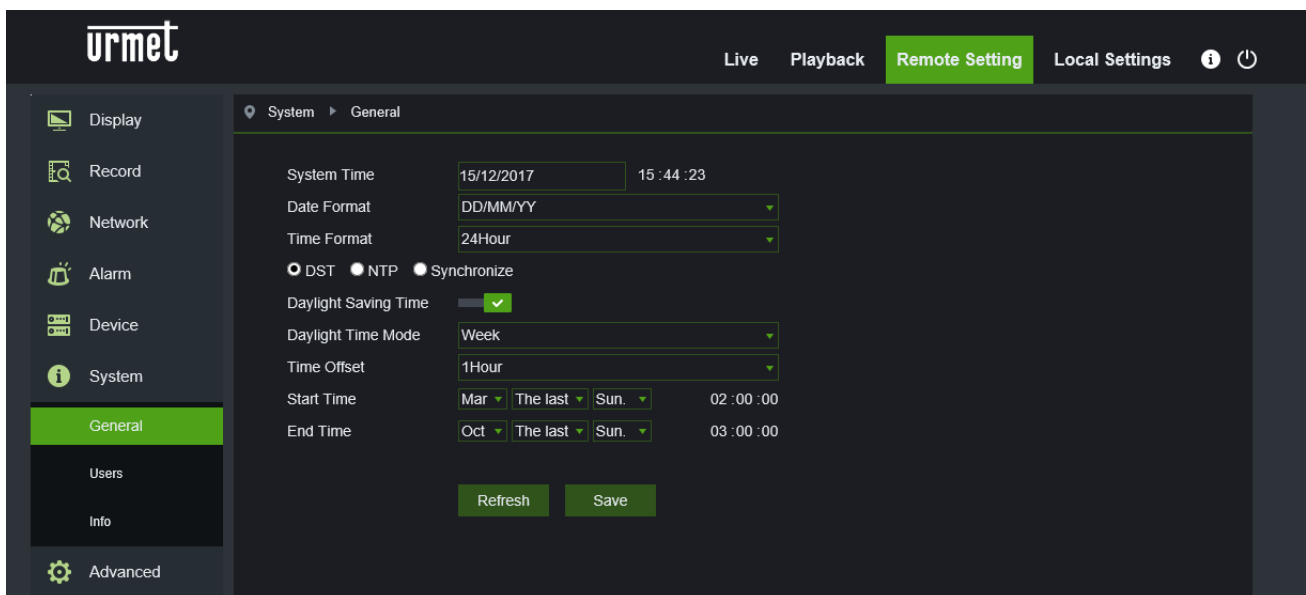 urmet
Live Playback Remote Setting Local Settings
Display
Record
Network
Alarm
Device
System
General
Users
Info
Advanced
System General
System Time 15/12/2017 15 :44 :23
Date Format DD/MM/YY
Time Format 24Hour
DST NTP Synchronize
Daylight Saving Time
Daylight Time Mode Week
Time Offset 1Hour
Start Time Mar The last Sun. 02 :00 :00
End Time Oct The last Sun. 03 :00 :00
Refresh Save